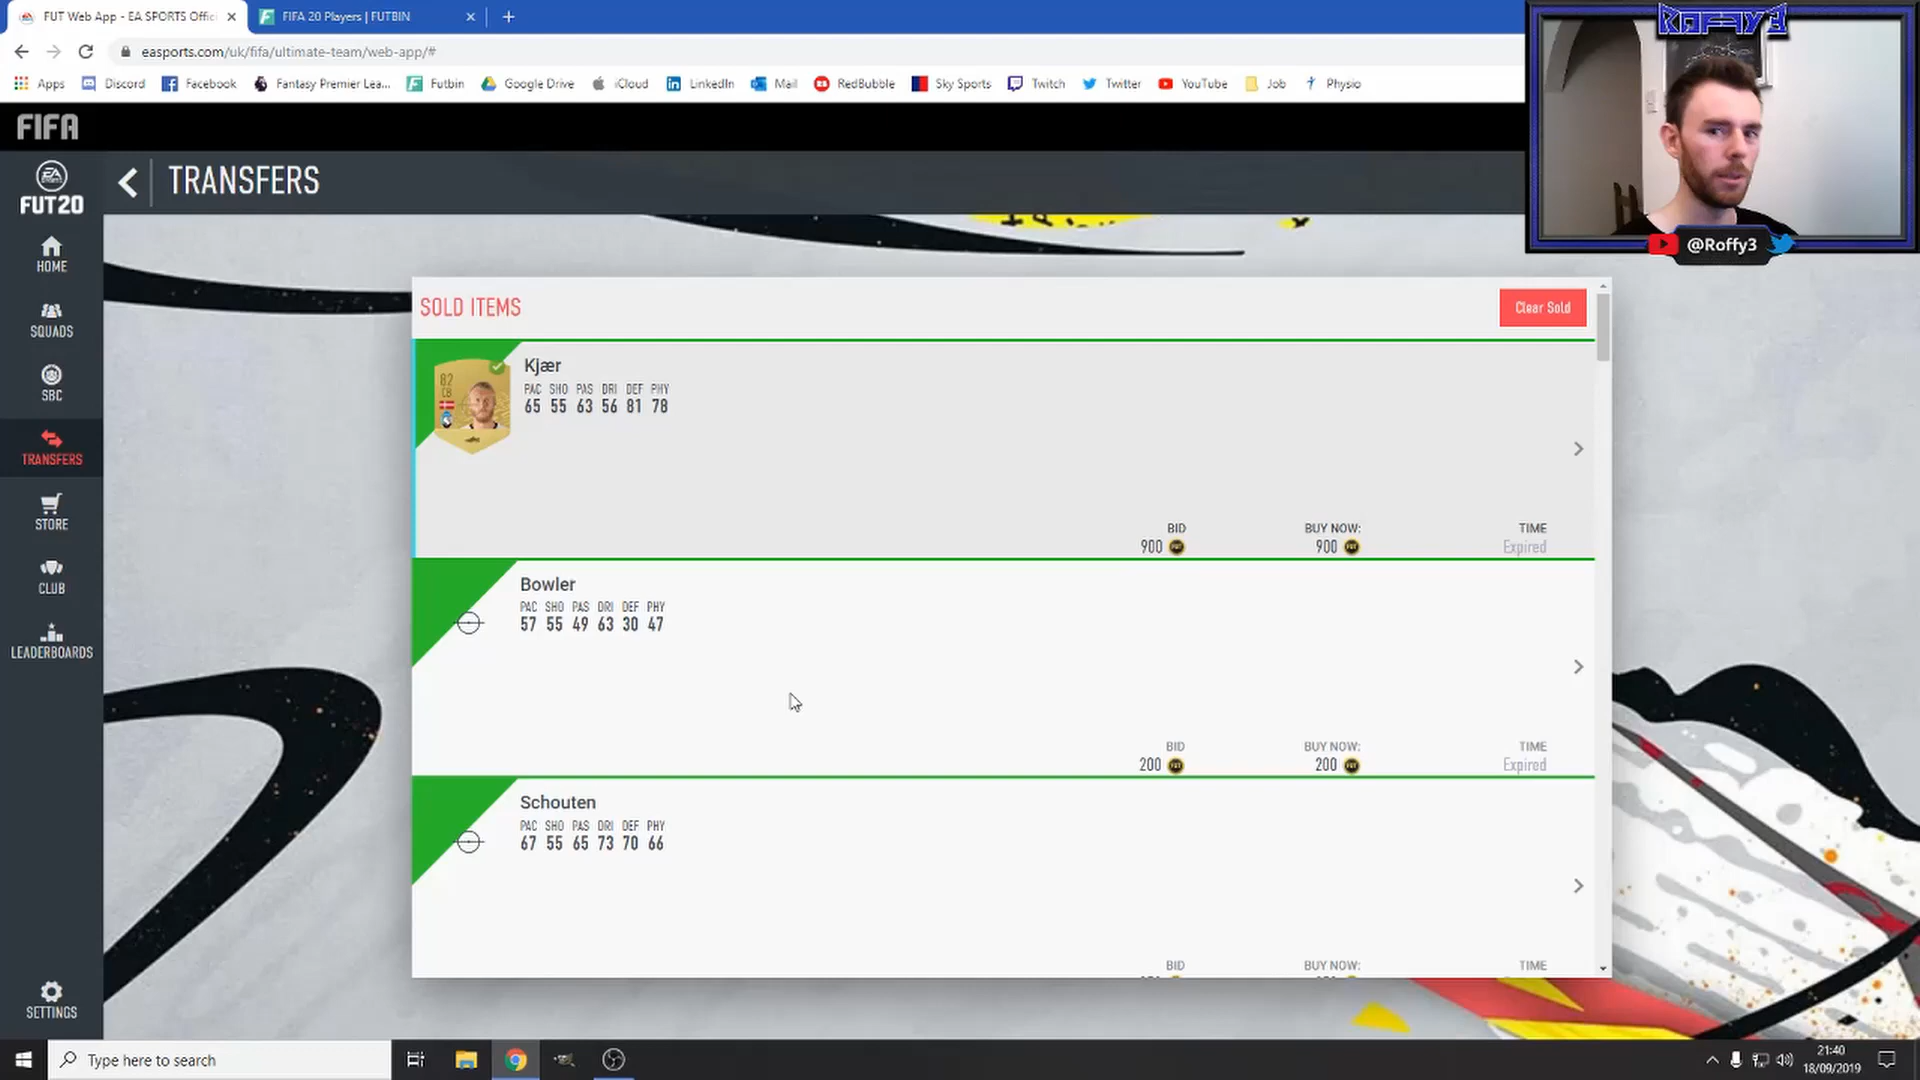 FUT Web App - EA SPORTS Offici
FIFA 20 Players | FUTBIN
easports.com/uk/fifa/ultimate-team/web-app/#
Apps Discord Facebook Fantasy Premier Lea... Futbin Google Drive iCloud LinkedIn Mail RedBubble Sky Sports Twitch Twitter YouTube Job Physio
ROFFY3
@Roffy3
FIFA
EA SPORTS
FUT20
TRANSFERS
HOME
SQUADS
SBC
TRANSFERS
STORE
CLUB
LEADERBOARDS
SETTINGS
SOLD ITEMS
Clear Sold
82
CB
Kjær
PAC SHO PAS DRI DEF PHY
65 55 63 56 81 78
BID BUY NOW: TIME
900 900 Expired
Bowler
PAC SHO PAS DRI DEF PHY
57 55 49 63 30 47
BID BUY NOW: TIME
200 200 Expired
Schouten
PAC SHO PAS DRI DEF PHY
67 55 65 73 70 66
BID BUY NOW: TIME
Type here to search
21:40
18/09/2019